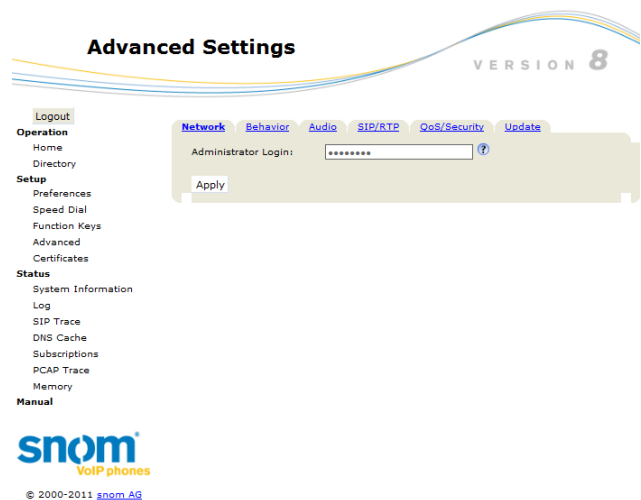 Advanced Settings
VERSION 8
Logout
Operation
Home
Directory
Setup
Preferences
Speed Dial
Function Keys
Advanced
Certificates
Status
System Information
Log
SIP Trace
DNS Cache
Subscriptions
PCAP Trace
Memory
Manual
Network Behavior Audio SIP/RTP QoS/Security Update
Administrator Login: •••••••• ?
Apply
snom
VoIP phones
© 2000-2011 snom AG